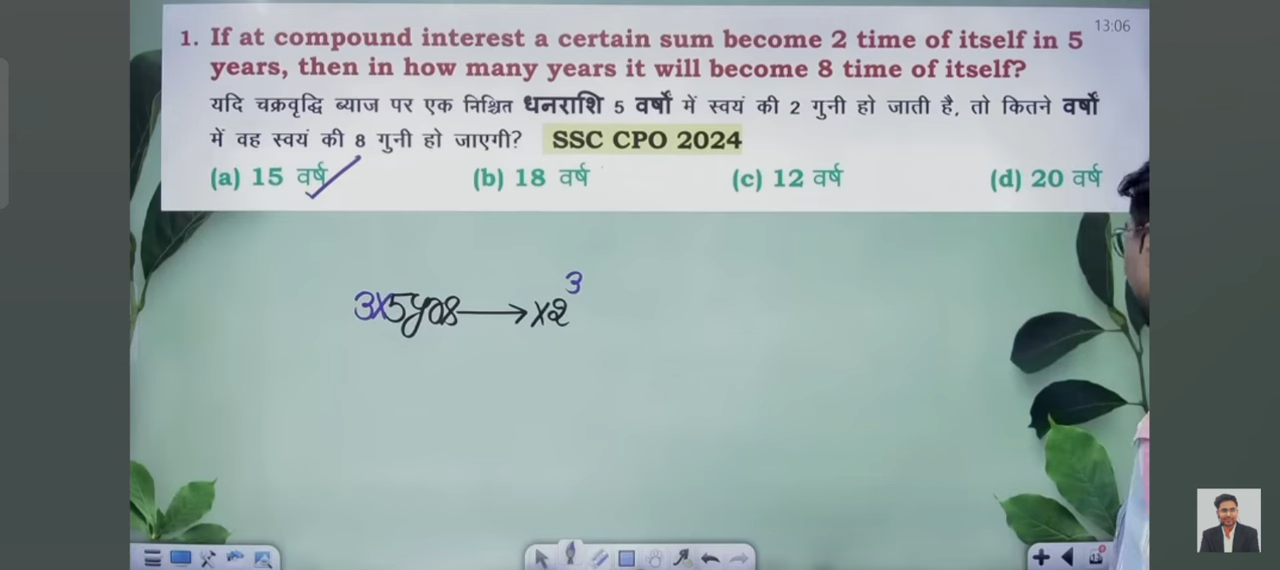 13:06
1. If at compound interest a certain sum become 2 time of itself in 5
years, then in how many years it will become 8 time of itself?
यदि चक्रवृद्धि ब्याज पर एक निश्चित धनराशि 5 वर्षों में स्वयं की 2 गुनी हो जाती है, तो कितने वर्षों
में वह स्वयं की 8 गुनी हो जाएगी? SSC CPO 2024
(a) 15 वर्ष (b) 18 वर्ष (c) 12 वर्ष (d) 20 वर्ष
3×5 →×2³